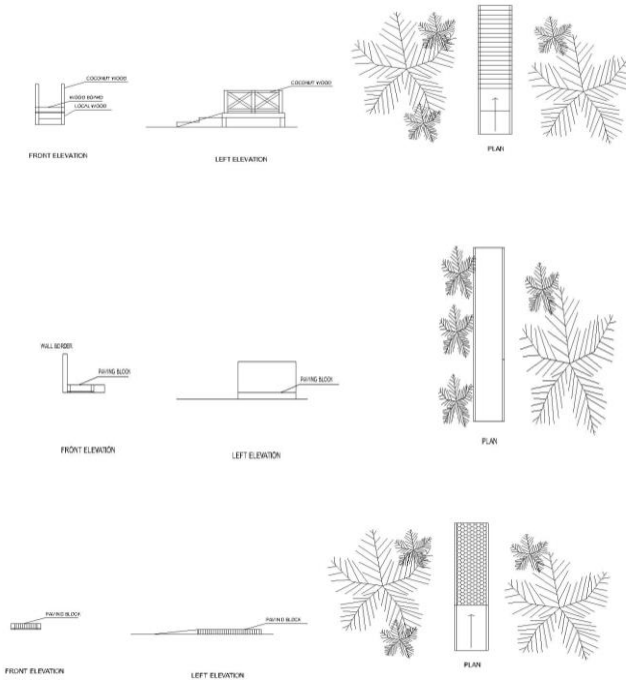 COCONUT WOOD
WOOD BOARD
LOCAL WOOD
FRONT ELEVATION
COCONUT WOOD
LEFT ELEVATION
PLAN
WALL BORDER
PAVING BLOCK
FRONT ELEVATION
PAVING BLOCK
LEFT ELEVATION
PLAN
PAVING BLOCK
FRONT ELEVATION
PAVING BLOCK
LEFT ELEVATION
PLAN